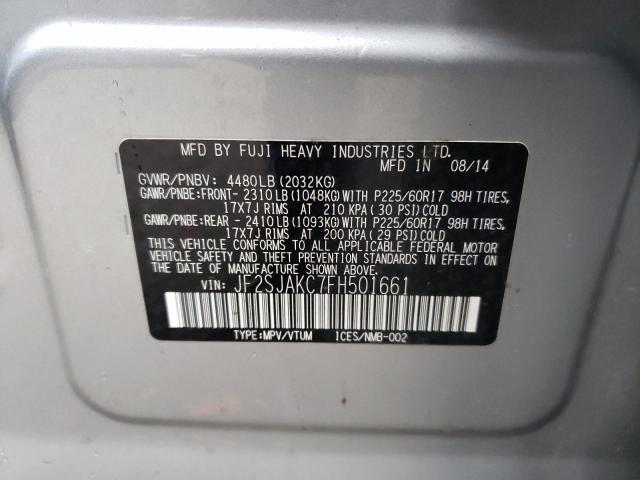 MFD BY FUJI HEAVY INDUSTRIES LTD.
MFD IN 08/14
GVWR/PNBV: 4480LB (2032KG)
GAWR/PNBE:FRONT- 2310LB (1048KG)WITH P225/60R17 98H TIRES,
17X7J RIMS AT 210 KPA (30 PSI)COLD
GAWR/PNBE:REAR -2410LB (1093KG)WITH P225/60R17 98H TIRES,
17X7J RIMS AT 200 KPA (29 PSI)COLD
THIS VEHICLE CONFORMS TO ALL APPLICABLE FEDERAL MOTOR
VEHICLE SAFETY AND THEFT PREVENTION STANDARDS IN EFFECT
ON THE DATE OF MANUFACTURE SHOWN ABOVE.
VIN: JF2SJAKC7FH501661
TYPE:MPV/VTUM ICES/NMB-002